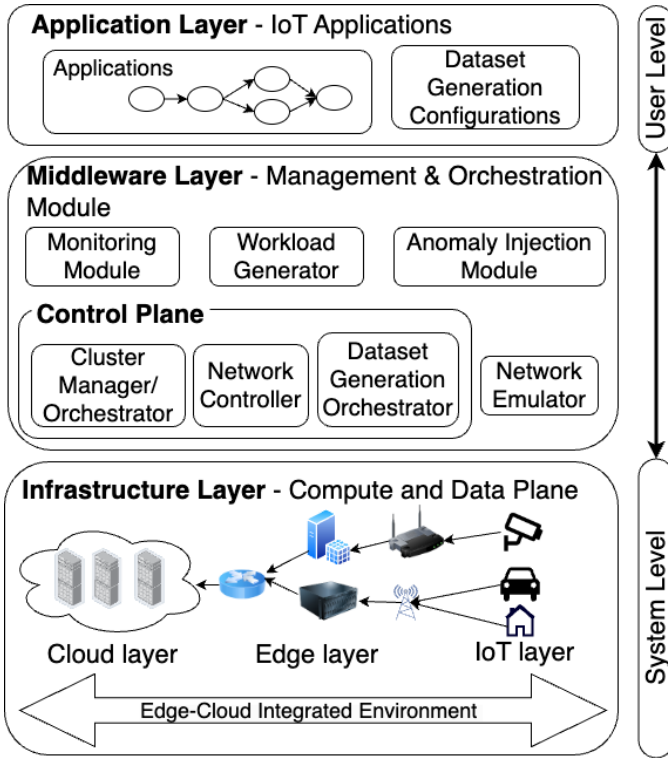 Application Layer - IoT Applications
Applications
Dataset
Generation
Configurations
User Level
Middleware Layer - Management & Orchestration
Module
Monitoring
Module
Workload
Generator
Anomaly Injection
Module
Control Plane
Cluster
Manager/
Orchestrator
Network
Controller
Dataset
Generation
Orchestrator
Network
Emulator
Infrastructure Layer - Compute and Data Plane
Cloud layer
Edge layer
IoT layer
Edge-Cloud Integrated Environment
System Level